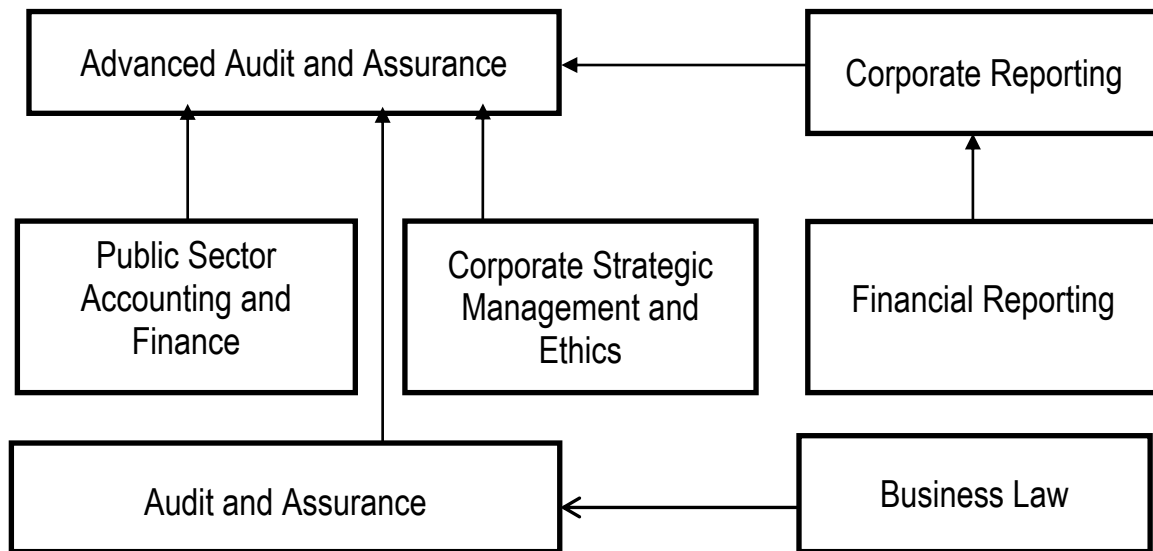 Advanced Audit and Assurance
Corporate Reporting
Public Sector
Accounting and
Finance
Corporate Strategic
Management and
Ethics
Financial Reporting
Audit and Assurance
Business Law